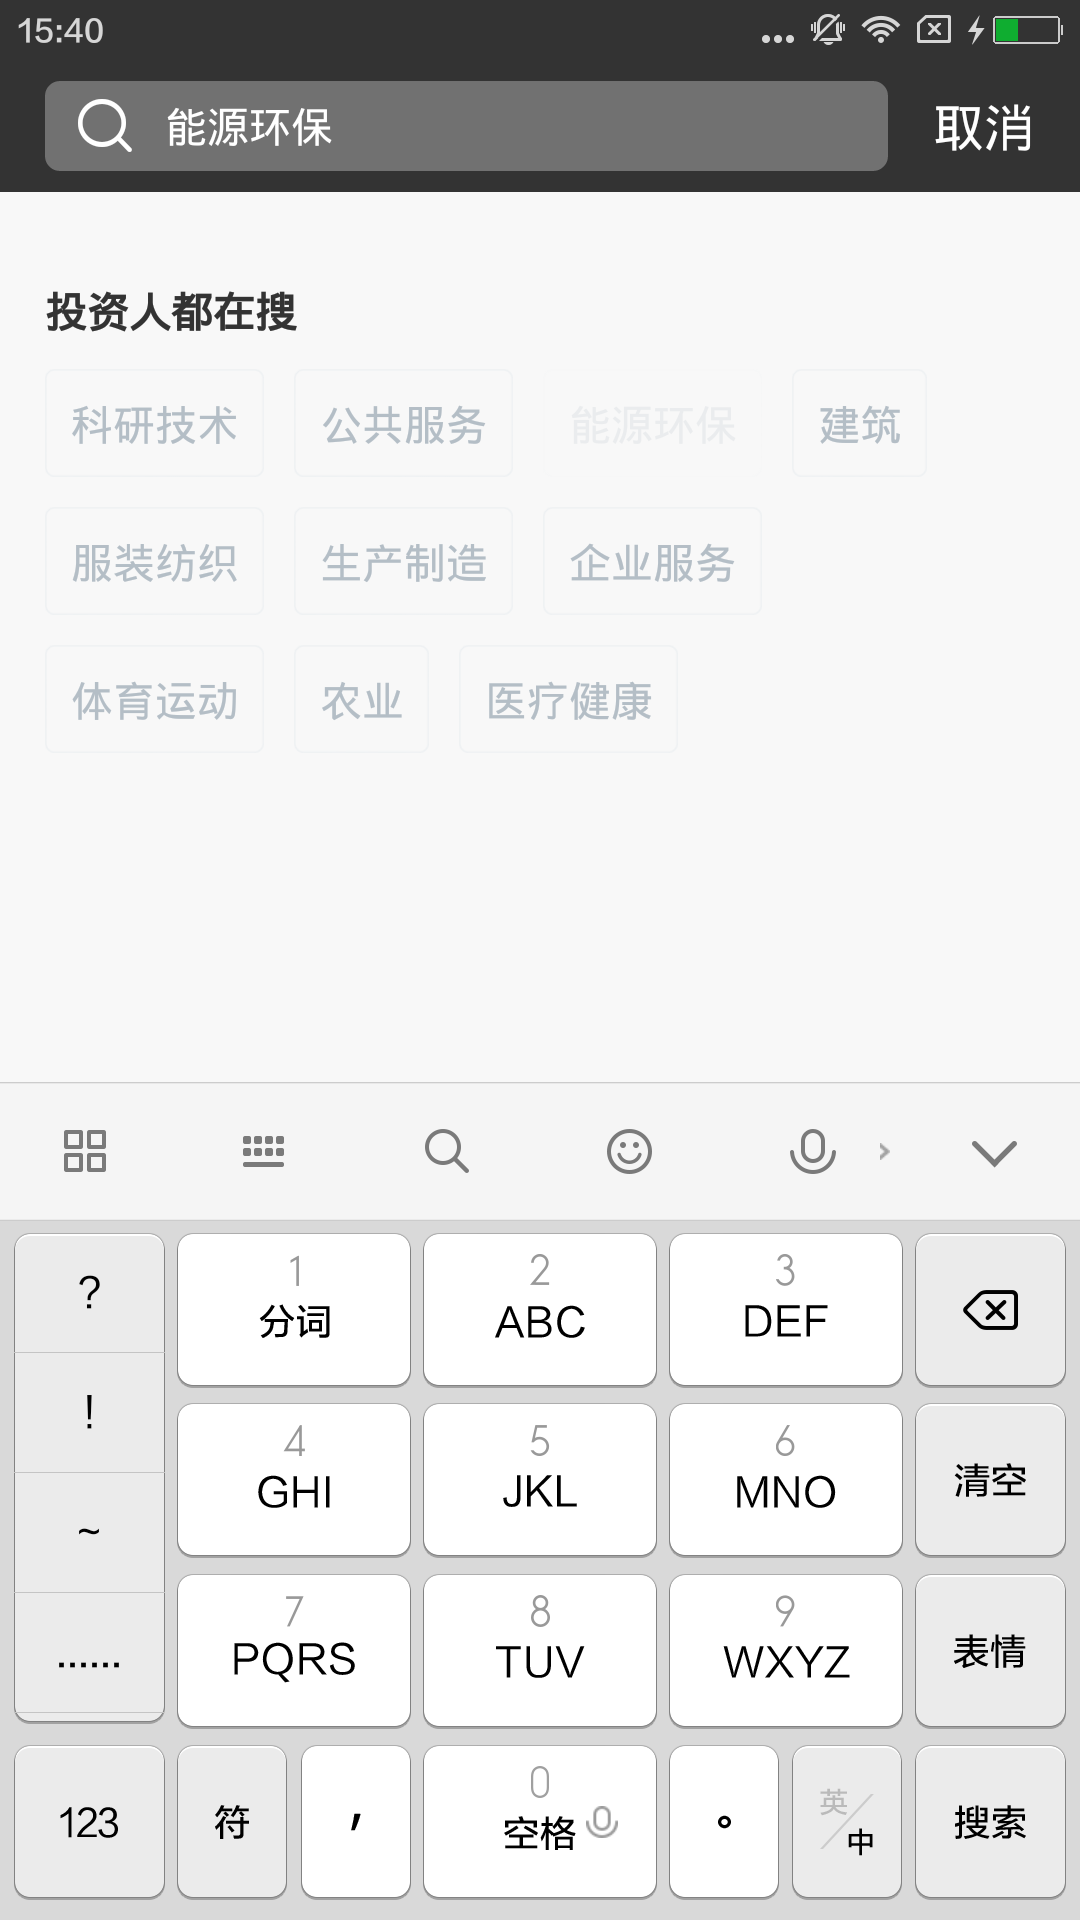 15:40
能源环保 取消
投资人都在搜
科研技术 公共服务 能源环保 建筑
服装纺织 生产制造 企业服务
体育运动 农业 医疗健康
? 1 分词 2 ABC 3 DEF
! 4 GHI 5 JKL 6 MNO 清空
~
...... 7 PQRS 8 TUV 9 WXYZ 表情
123 符 ， 0 空格 。 英/中 搜索